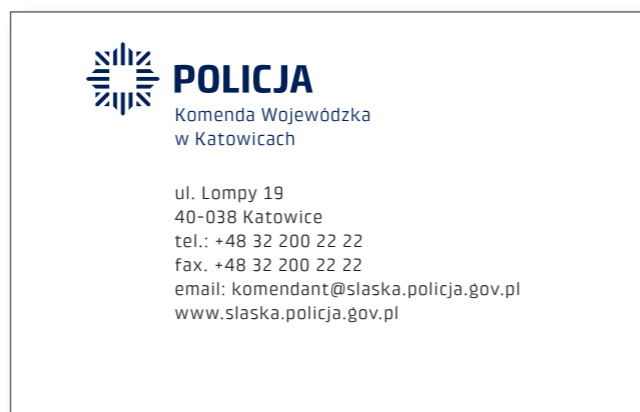 POLICJA
Komenda Wojewódzka
w Katowicach
ul. Lompy 19
40-038 Katowice
tel.: +48 32 200 22 22
fax. +48 32 200 22 22
email: komendant@slaska.policja.gov.pl
www.slaska.policja.gov.pl